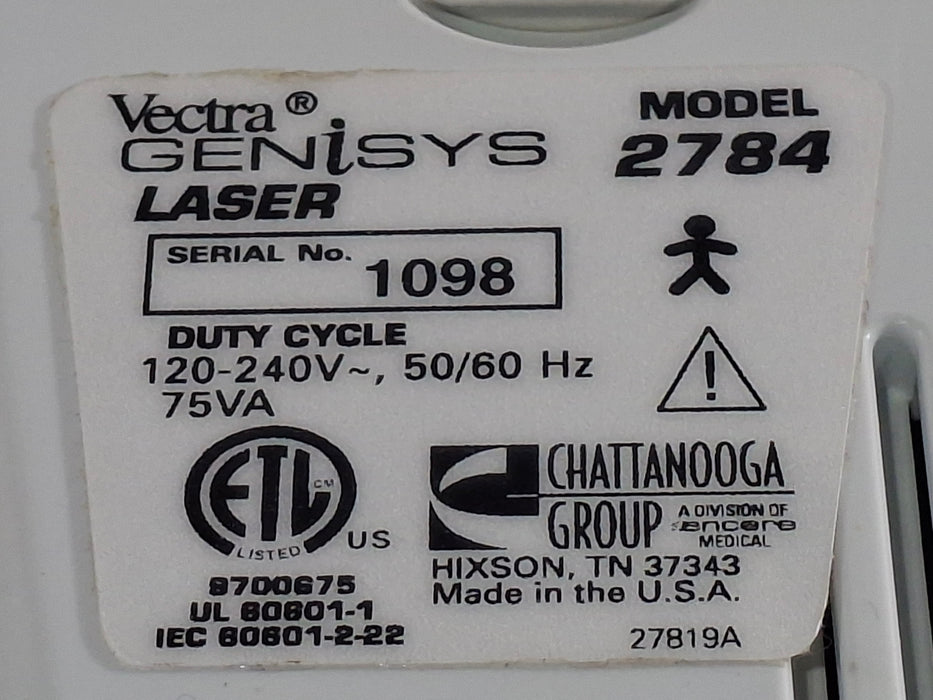 Vectra®
GENiSYS
LASER
MODEL
2784
SERIAL No. 1098
DUTY CYCLE
120-240V~, 50/60 Hz
75VA
ETL CM
LISTED
US
9700675
UL 60601-1
IEC 60601-2-22
CHATTANOOGA
GROUP
A DIVISION OF
encore
MEDICAL
HIXSON, TN 37343
Made in the U.S.A.
27819A